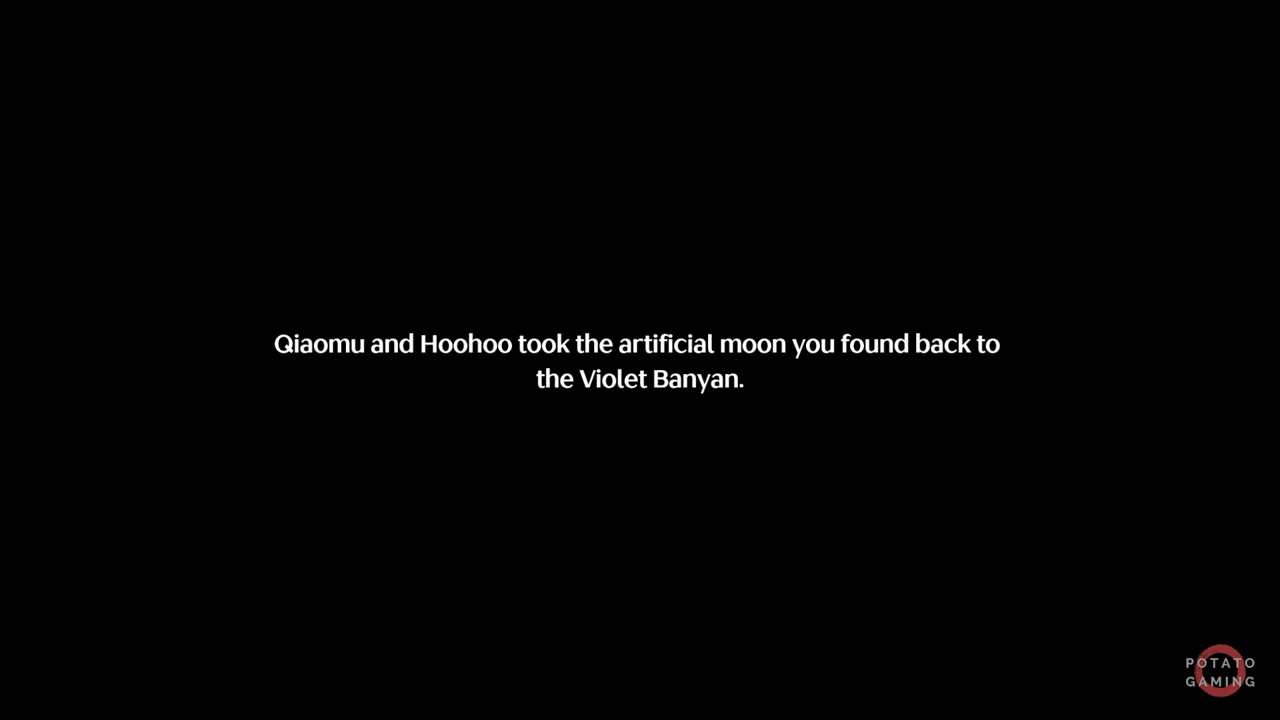 Qiaomu and Hoohoo took the artificial moon you found back to
the Violet Banyan.
POTATO
GAMING